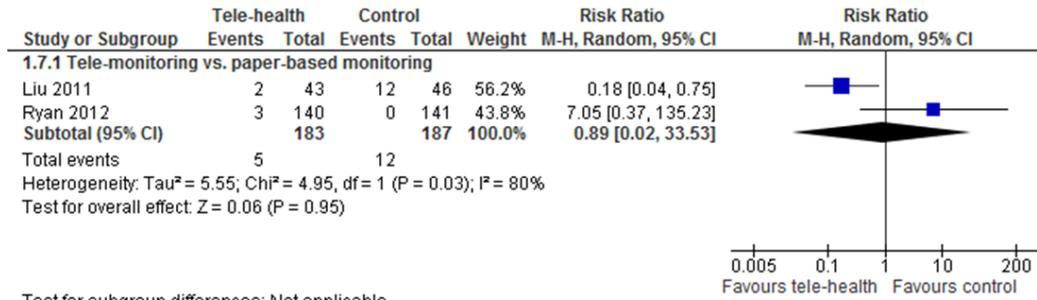 Tele-health Control Risk Ratio Risk Ratio
Study or Subgroup Events Total Events Total Weight M-H, Random, 95% CI M-H, Random, 95% CI
1.7.1 Tele-monitoring vs. paper-based monitoring
Liu 2011 2 43 12 46 56.2% 0.18 [0.04, 0.75]
Ryan 2012 3 140 0 141 43.8% 7.05 [0.37, 135.23]
Subtotal (95% CI) 183 187 100.0% 0.89 [0.02, 33.53]
Total events 5 12
Heterogeneity: Tau² = 5.55; Chi² = 4.95, df = 1 (P = 0.03); I² = 80%
Test for overall effect: Z = 0.06 (P = 0.95)
0.005 0.1 1 10 200
Favours tele-health Favours control
Test for subgroup differences: Not applicable